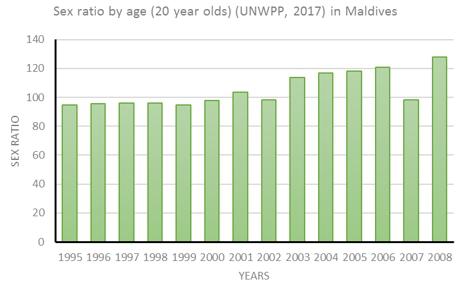 Sex ratio by age (20 year olds) (UNWPP, 2017) in Maldives
140
120
100
80
60
40
20
0
SEX RATIO
1995 1996 1997 1998 1999 2000 2001 2002 2003 2004 2005 2006 2007 2008
YEARS